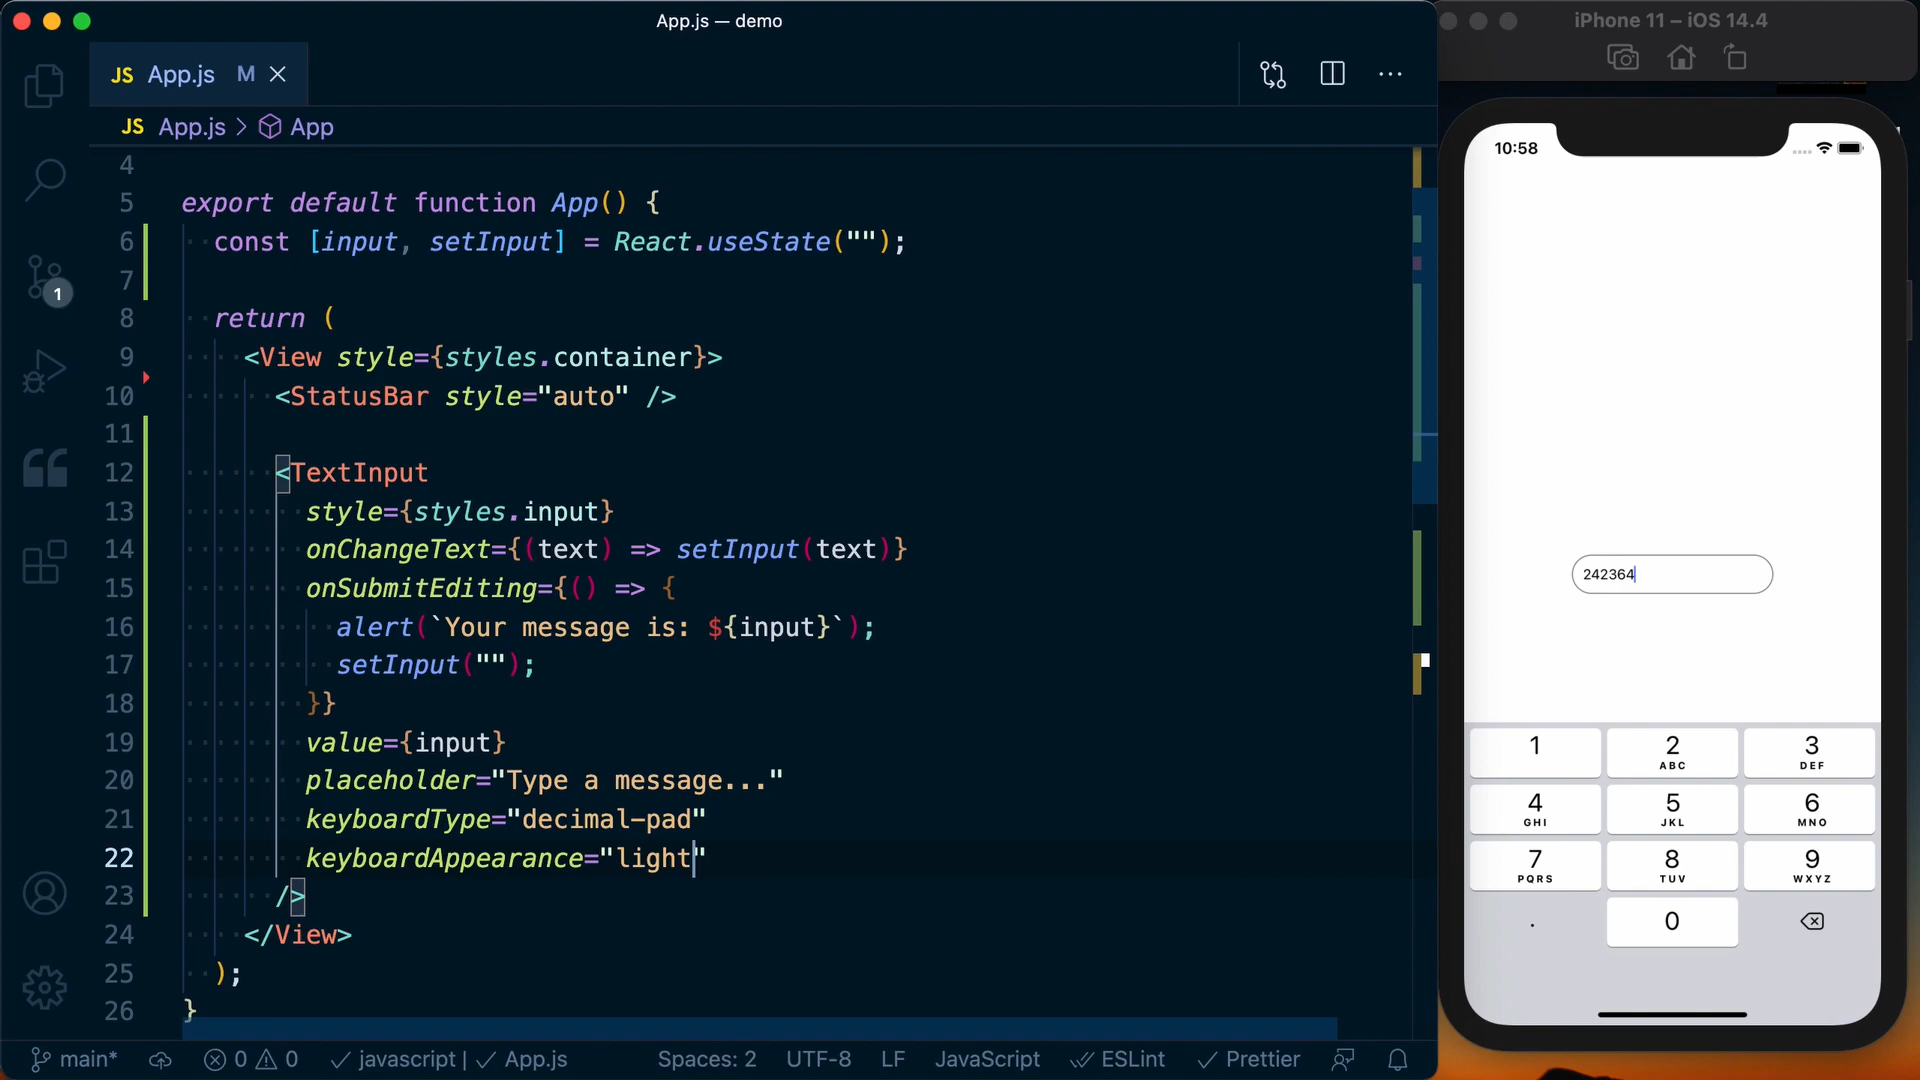 App.js — demo
JS App.js M
JS App.js > App
4
5 export default function App() {
6 const [input, setInput] = React.useState("");
7
8 return (
9 <View style={styles.container}>
10 <StatusBar style="auto" />
11
12 <TextInput
13 style={styles.input}
14 onChangeText={(text) => setInput(text)}
15 onSubmitEditing={() => {
16 alert(`Your message is: ${input}`);
17 setInput("");
18 }}
19 value={input}
20 placeholder="Type a message..."
21 keyboardType="decimal-pad"
22 keyboardAppearance="light"
23 />
24 </View>
25 );
26 }
1
main* 0 0 javascript | App.js Spaces: 2 UTF-8 LF JavaScript ESLint Prettier
iPhone 11 – iOS 14.4
10:58
242364
1 2 3
ABC DEF
4 5 6
GHI JKL MNO
7 8 9
PQRS TUV WXYZ
. 0